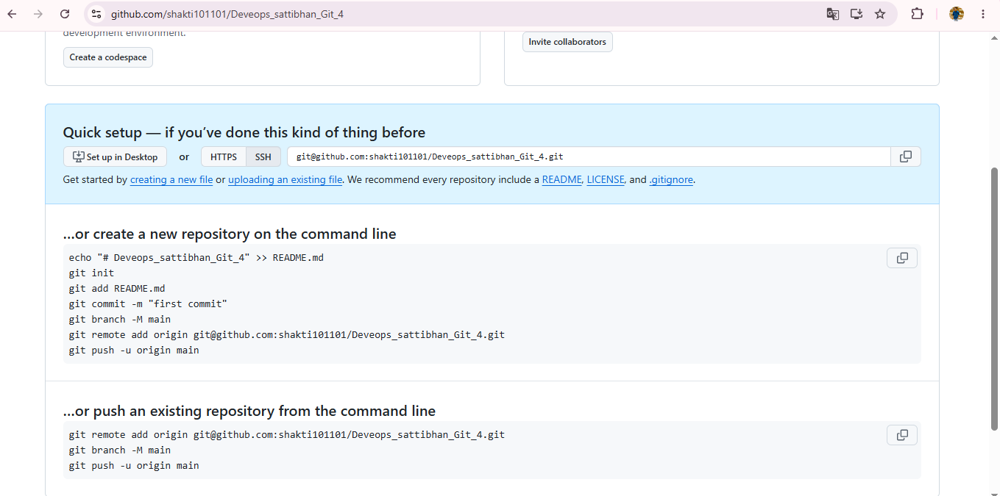 github.com/shakti101101/Deveops_sattibhan_Git_4
development environment.
Create a codespace
Invite collaborators
Quick setup — if you've done this kind of thing before
Set up in Desktop or HTTPS SSH git@github.com:shakti101101/Deveops_sattibhan_Git_4.git
Get started by creating a new file or uploading an existing file. We recommend every repository include a README, LICENSE, and .gitignore.
...or create a new repository on the command line
echo "# Deveops_sattibhan_Git_4" >> README.md
git init
git add README.md
git commit -m "first commit"
git branch -M main
git remote add origin git@github.com:shakti101101/Deveops_sattibhan_Git_4.git
git push -u origin main
...or push an existing repository from the command line
git remote add origin git@github.com:shakti101101/Deveops_sattibhan_Git_4.git
git branch -M main
git push -u origin main